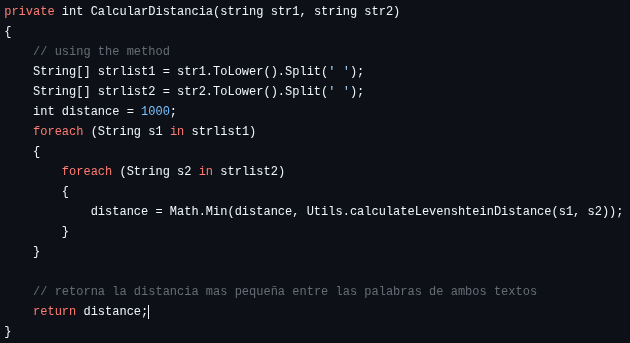 private int CalcularDistancia(string str1, string str2)
{
    // using the method
    String[] strlist1 = str1.ToLower().Split(' ');
    String[] strlist2 = str2.ToLower().Split(' ');
    int distance = 1000;
    foreach (String s1 in strlist1)
    {
        foreach (String s2 in strlist2)
        {
            distance = Math.Min(distance, Utils.calculateLevenshteinDistance(s1, s2));
        }
    }

    // retorna la distancia mas pequeña entre las palabras de ambos textos
    return distance;
}